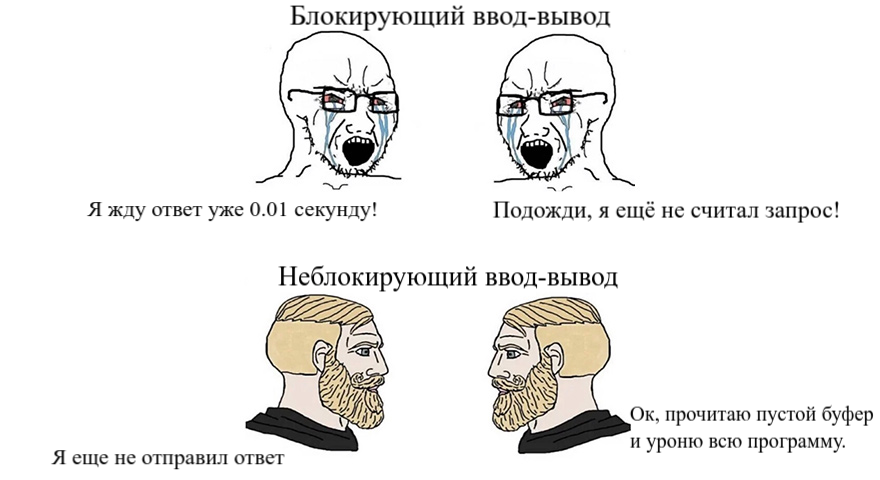 Блокирующий ввод-вывод
Я жду ответ уже 0.01 секунду!
Подожди, я ещё не считал запрос!
Неблокирующий ввод-вывод
Я еще не отправил ответ
Ок, прочитаю пустой буфер
и уроню всю программу.